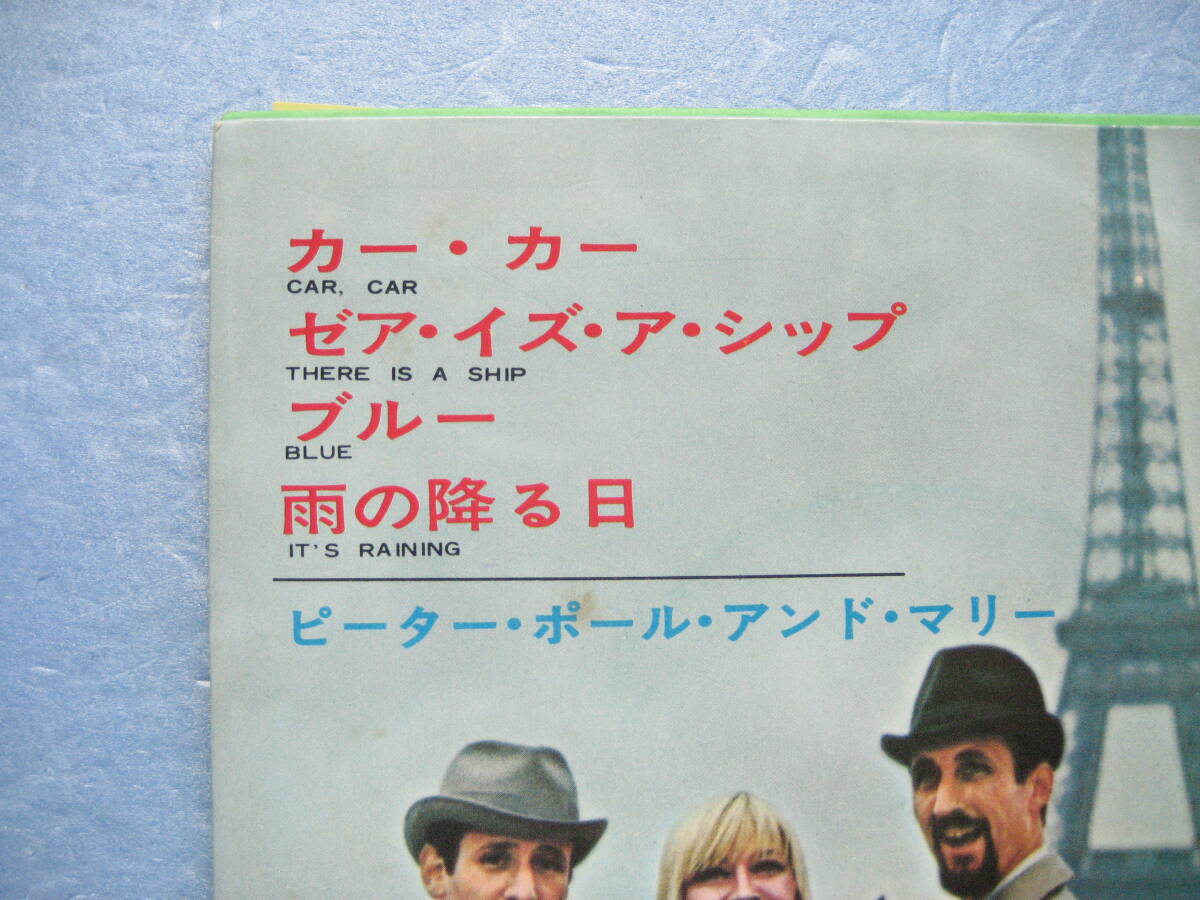 カー・カー
CAR, CAR
ゼア・イズ・ア・シップ
THERE IS A SHIP
ブルー
BLUE
雨の降る日
IT'S RAINING
ピーター・ポール・アンド・マリー